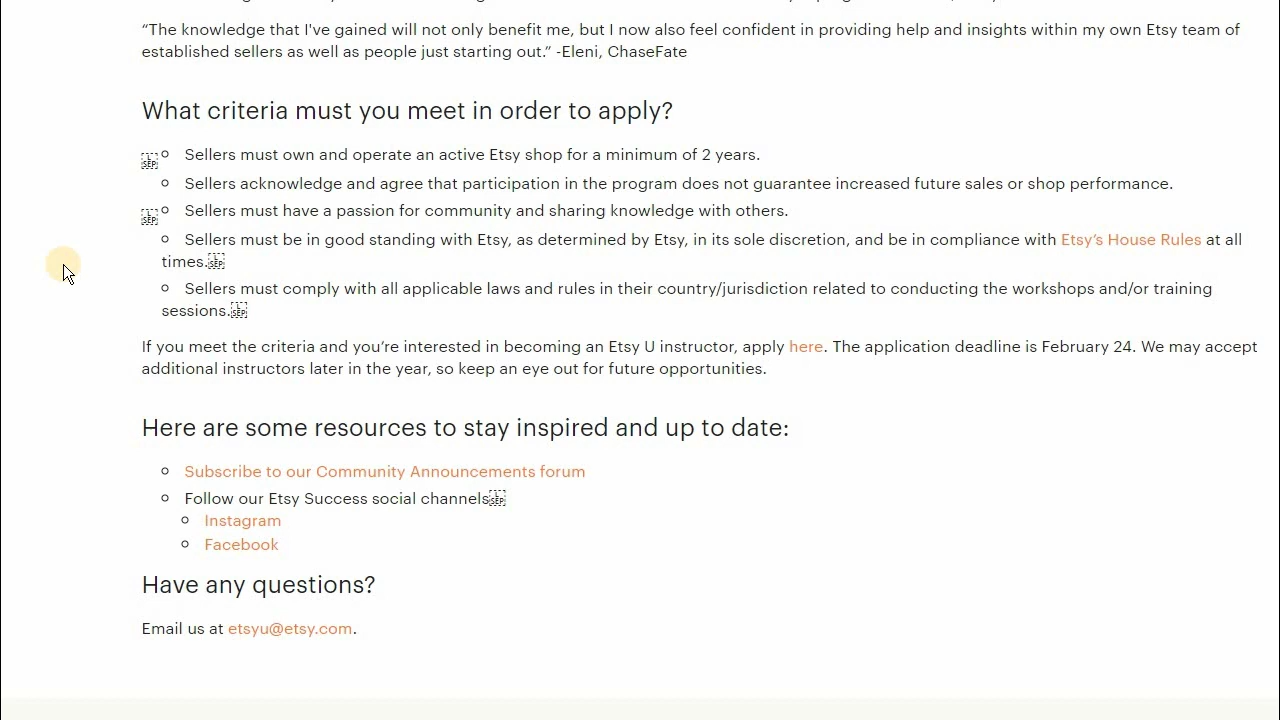 “The knowledge that I've gained will not only benefit me, but I now also feel confident in providing help and insights within my own Etsy team of
established sellers as well as people just starting out.” -Eleni, ChaseFate
What criteria must you meet in order to apply?
Sellers must own and operate an active Etsy shop for a minimum of 2 years.
Sellers acknowledge and agree that participation in the program does not guarantee increased future sales or shop performance.
Sellers must have a passion for community and sharing knowledge with others.
Sellers must be in good standing with Etsy, as determined by Etsy, in its sole discretion, and be in compliance with Etsy’s House Rules at all
times.
Sellers must comply with all applicable laws and rules in their country/jurisdiction related to conducting the workshops and/or training
sessions.
If you meet the criteria and you’re interested in becoming an Etsy U instructor, apply here. The application deadline is February 24. We may accept
additional instructors later in the year, so keep an eye out for future opportunities.
Here are some resources to stay inspired and up to date:
Subscribe to our Community Announcements forum
Follow our Etsy Success social channels
Instagram
Facebook
Have any questions?
Email us at etsyu@etsy.com.